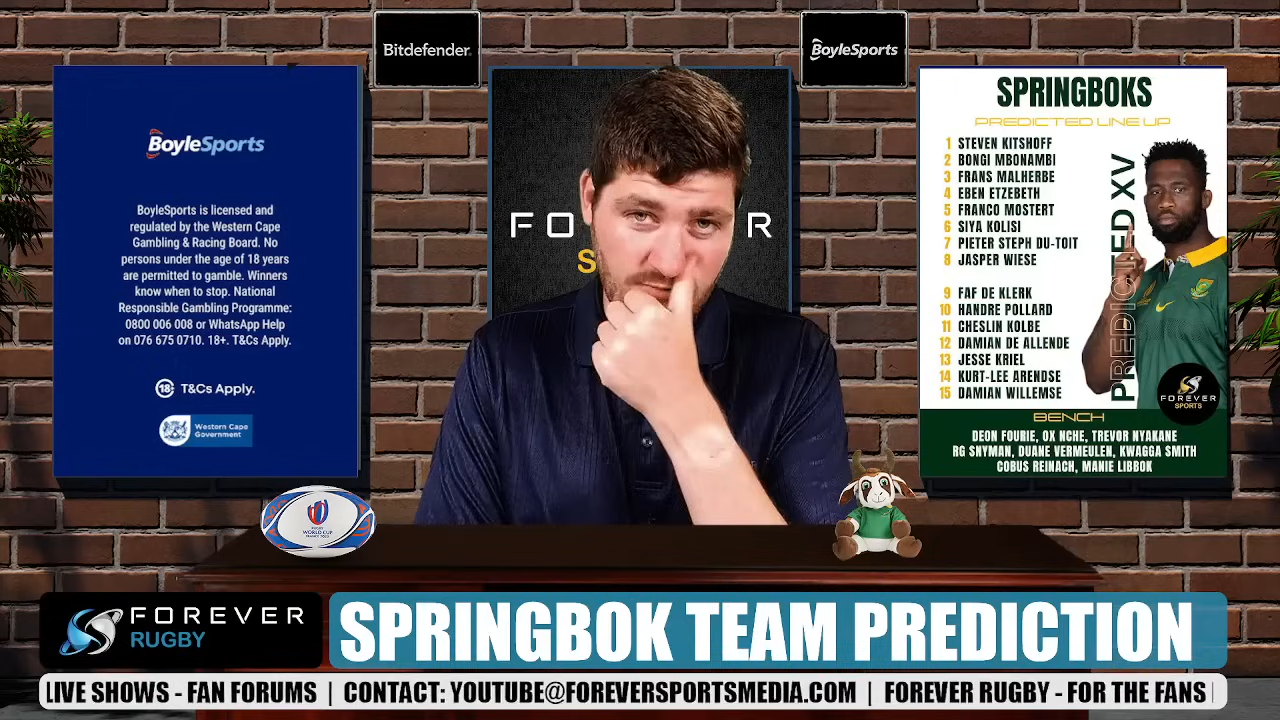 Bitdefender
BoyleSports
BoyleSports
BoyleSports is licensed and
regulated by the Western Cape
Gambling & Racing Board. No
persons under the age of 18 years
are permitted to gamble. Winners
know when to stop. National
Responsible Gambling Programme:
0800 006 008 or WhatsApp Help
on 076 675 0710. 18+. T&Cs Apply.
18+ T&Cs Apply.
Western Cape
Government
FO R
S
SPRINGBOKS
PREDICTED LINE UP
1 STEVEN KITSHOFF
2 BONGI MBONAMBI
3 FRANS MALHERBE
4 EBEN ETZEBETH
5 FRANCO MOSTERT
6 SIYA KOLISI
7 PIETER STEPH DU-TOIT
8 JASPER WIESE
9 FAF DE KLERK
10 HANDRE POLLARD
11 CHESLIN KOLBE
12 DAMIAN DE ALLENDE
13 JESSE KRIEL
14 KURT-LEE ARENDSE
15 DAMIAN WILLEMSE
PREDICTED XV
FOREVER
SPORTS
BENCH
DEON FOURIE, OX NCHE, TREVOR NYAKANE
RG SNYMAN, DUANE VERMEULEN, KWAGGA SMITH
COBUS REINACH, MANIE LIBBOK
RUGBY
WORLD CUP
FRANCE 2023
FOREVER
RUGBY
SPRINGBOK TEAM PREDICTION
LIVE SHOWS - FAN FORUMS | CONTACT: YOUTUBE@FOREVERSPORTSMEDIA.COM | FOREVER RUGBY - FOR THE FANS |